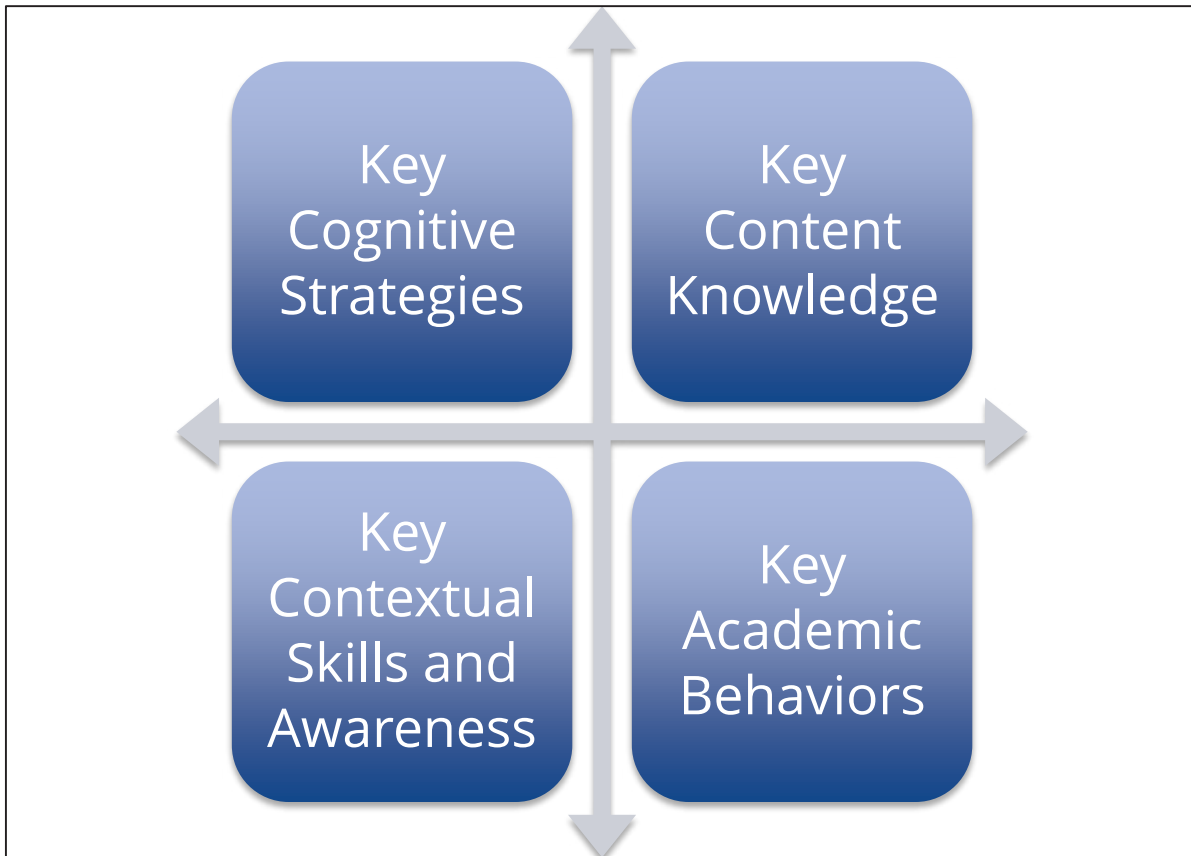 Key
Cognitive
Strategies
Key
Content
Knowledge
Key
Contextual
Skills and
Awareness
Key
Academic
Behaviors